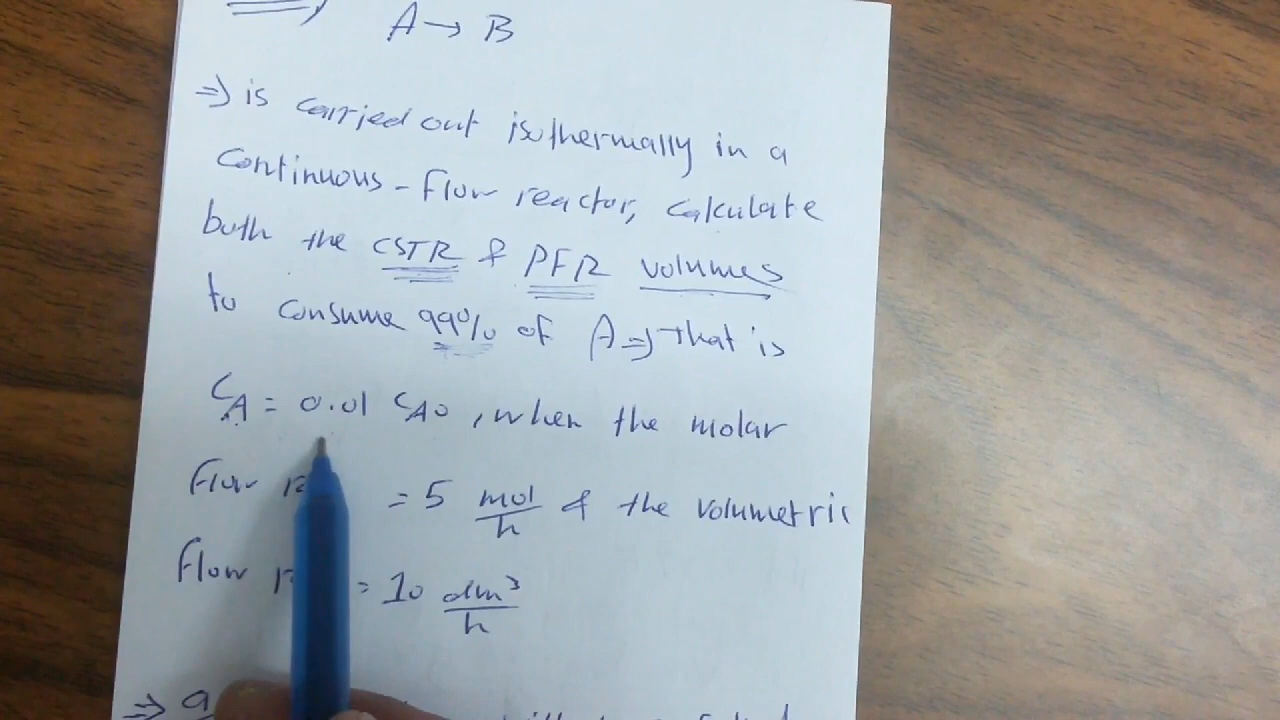 A → B
⇒ is carried out isothermally in a
continuous-flow reactor, calculate
both the CSTR & PFR volumes
to consume 99% of A ⇒ that is
CA = 0.01 CA0, when the molar
flow = 5 mol/h & the volumetric
flow = 10 dm³/h
⇒ a